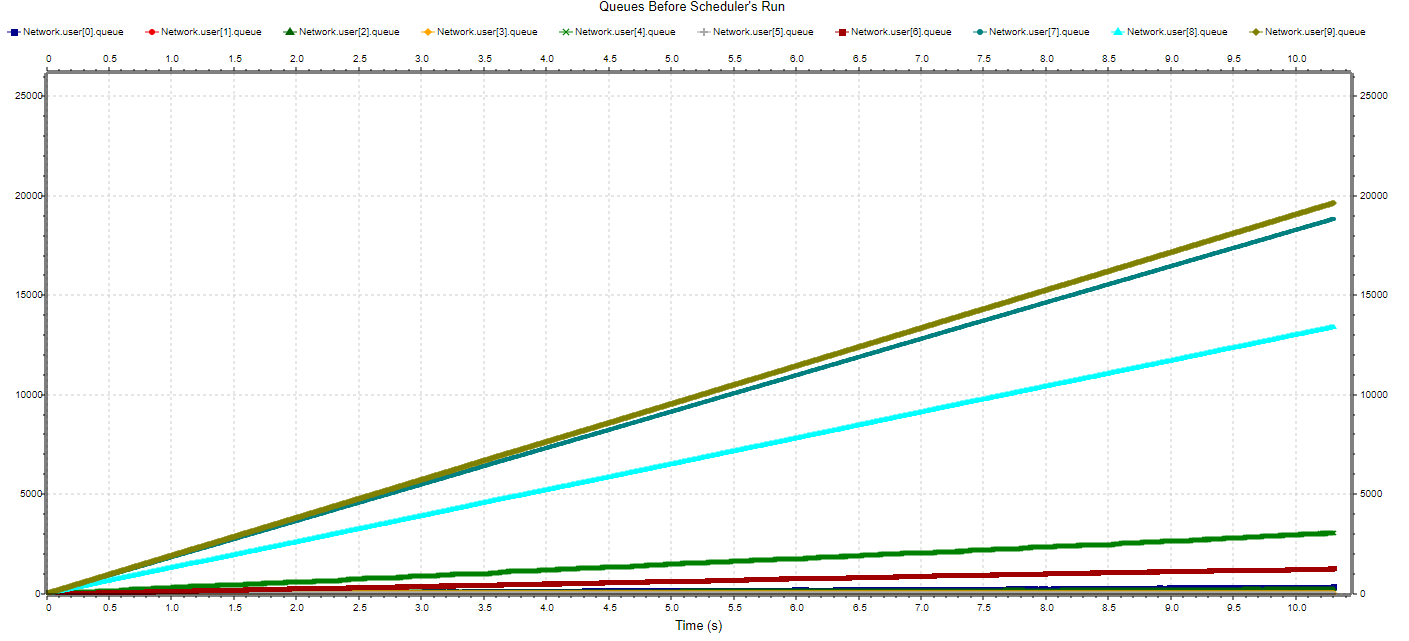 Queues Before Scheduler's Run
Network.user[0].queue Network.user[1].queue Network.user[2].queue Network.user[3].queue Network.user[4].queue Network.user[5].queue Network.user[6].queue Network.user[7].queue Network.user[8].queue Network.user[9].queue
0 0.5 1.0 1.5 2.0 2.5 3.0 3.5 4.0 4.5 5.0 5.5 6.0 6.5 7.0 7.5 8.0 8.5 9.0 9.5 10.0
25000 25000
20000 20000
15000 15000
10000 10000
5000 5000
0 0
0 0.5 1.0 1.5 2.0 2.5 3.0 3.5 4.0 4.5 5.0 5.5 6.0 6.5 7.0 7.5 8.0 8.5 9.0 9.5 10.0
Time (s)